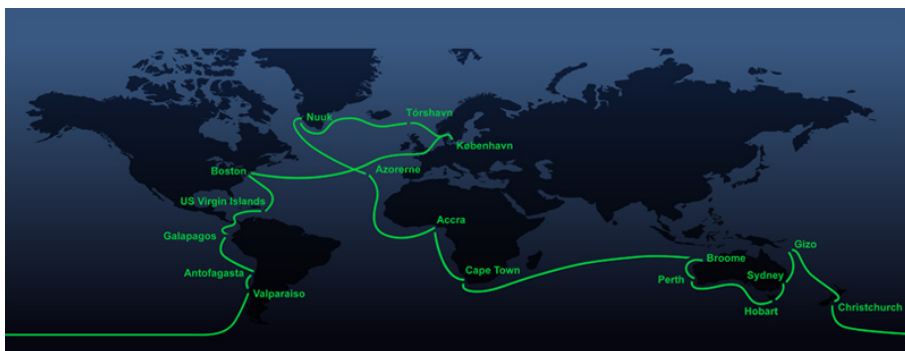 Nuuk
Tórshavn
København
Boston
Azorerne
US Virgin Islands
Accra
Galapagos
Gizo
Broome
Antofagasta
Cape Town
Sydney
Perth
Valparaiso
Hobart
Christchurch